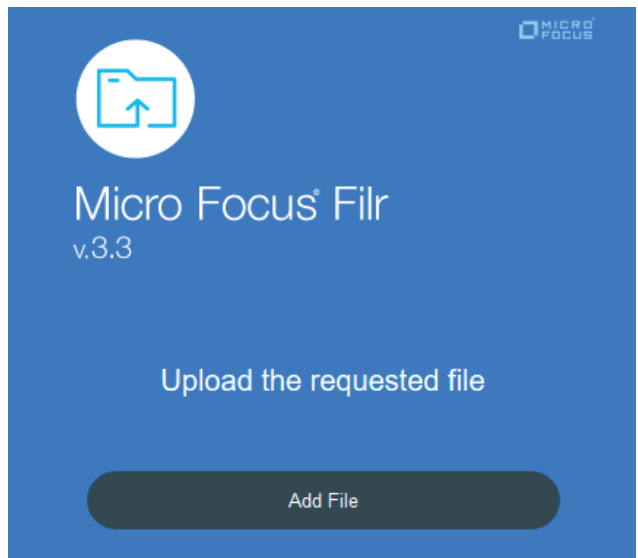 MICRO
FOCUS
Micro Focus® Filr
v.3.3
Upload the requested file
Add File